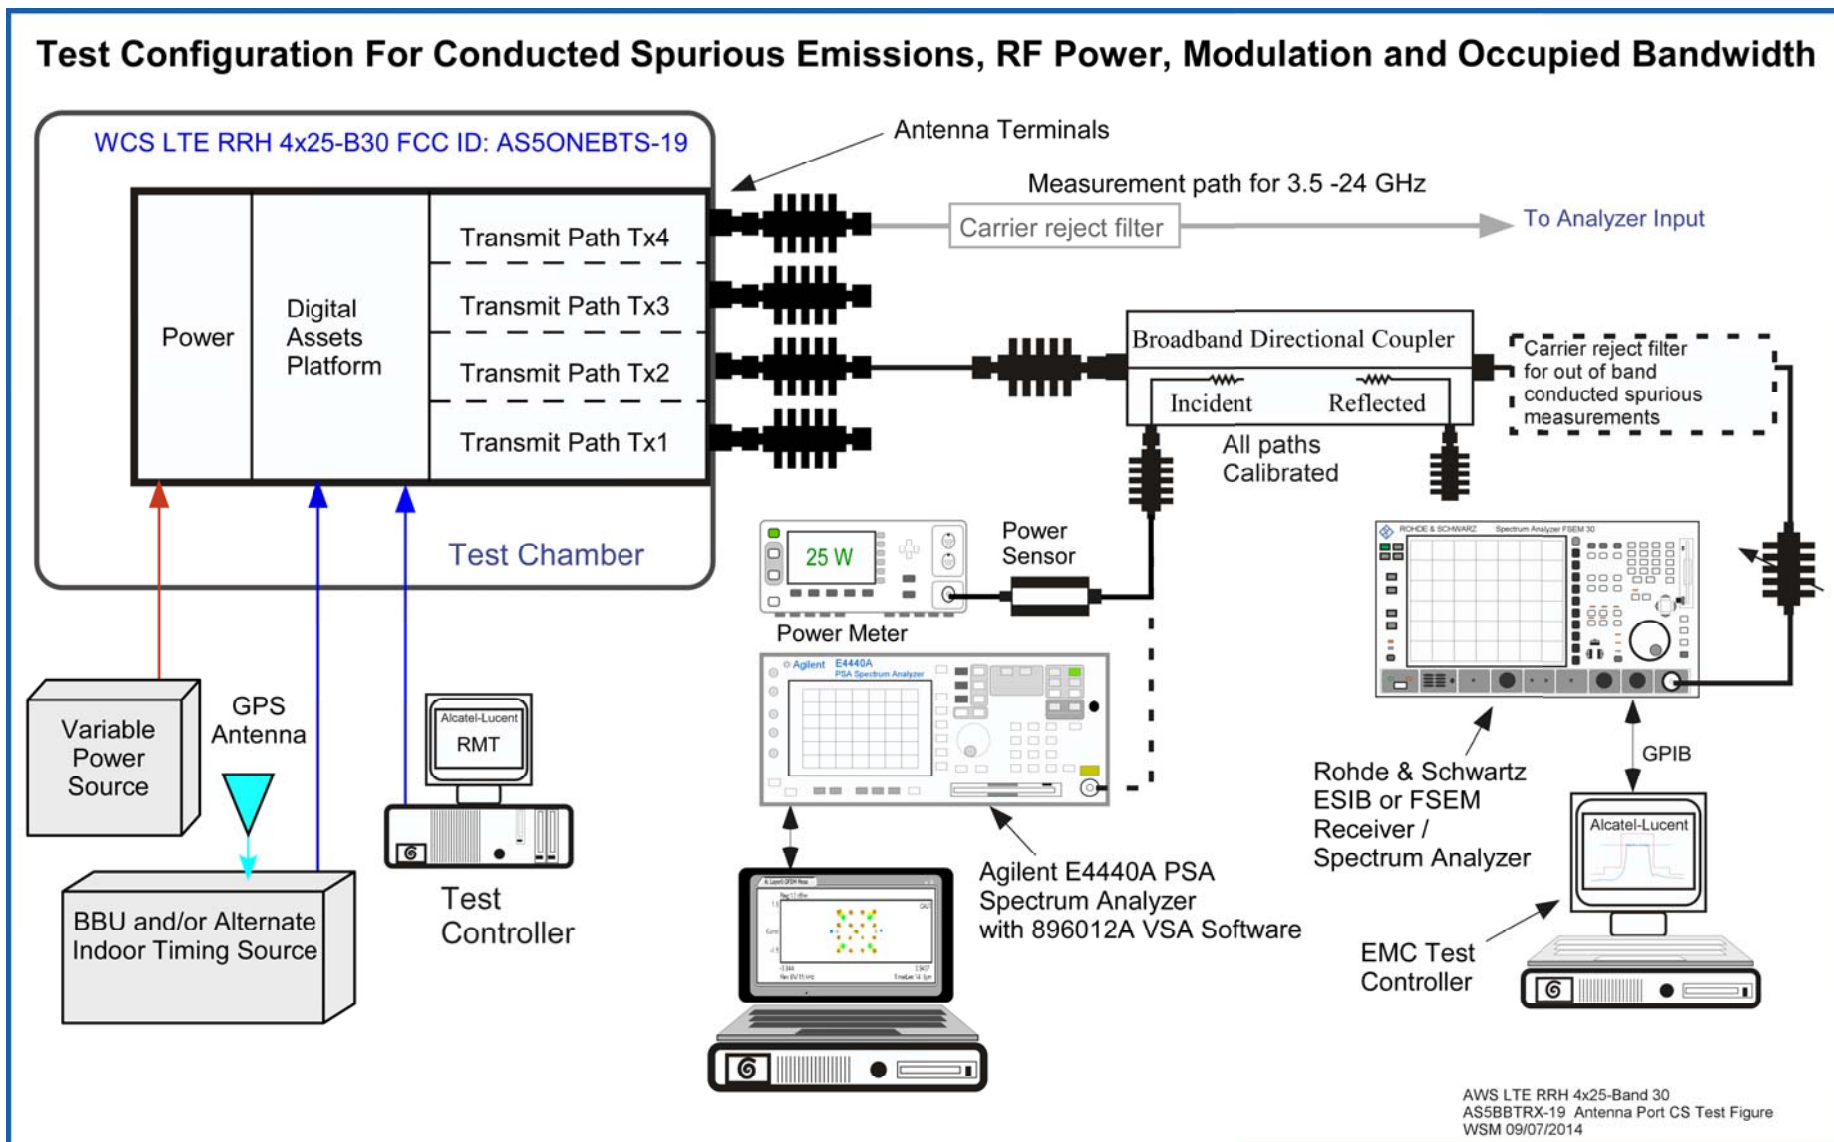 Test Configuration For Conducted Spurious Emissions, RF Power, Modulation and Occupied Bandwidth
WCS LTE RRH 4x25-B30 FCC ID: AS5ONEBTS-19
Antenna Terminals
Measurement path for 3.5 -24 GHz
Carrier reject filter
To Analyzer Input
Power
Digital
Assets
Platform
Transmit Path Tx4
Transmit Path Tx3
Transmit Path Tx2
Transmit Path Tx1
Test Chamber
Broadband Directional Coupler
Incident
Reflected
All paths
Calibrated
Carrier reject filter
for out of band
conducted spurious
measurements
25 W
Power
Sensor
Power Meter
ROHDE & SCHWARZ
Spectrum Analyzer FSEM 30
Agilent
E4440A
PSA Spectrum Analyzer
Variable
Power
Source
GPS
Antenna
Alcatel-Lucent
RMT
Test
Controller
BBU and/or Alternate
Indoor Timing Source
Agilent E4440A PSA
Spectrum Analyzer
with 896012A VSA Software
Rohde & Schwartz
ESIB or FSEM
Receiver /
Spectrum Analyzer
GPIB
Alcatel-Lucent
EMC Test
Controller
AWS LTE RRH 4x25-Band 30
AS5BBTRX-19 Antenna Port CS Test Figure
WSM 09/07/2014